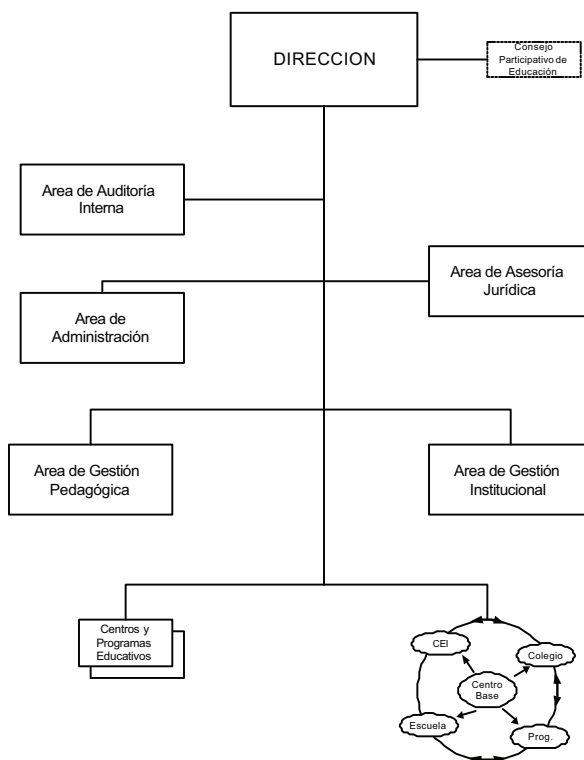 DIRECCION
Consejo
Participativo de
Educación
Area de Auditoría
Interna
Area de Asesoría
Jurídica
Area de
Administración
Area de Gestión
Pedagógica
Area de Gestión
Institucional
Centros y
Programas
Educativos
CEI
Colegio
Centro
Base
Escuela
Prog.